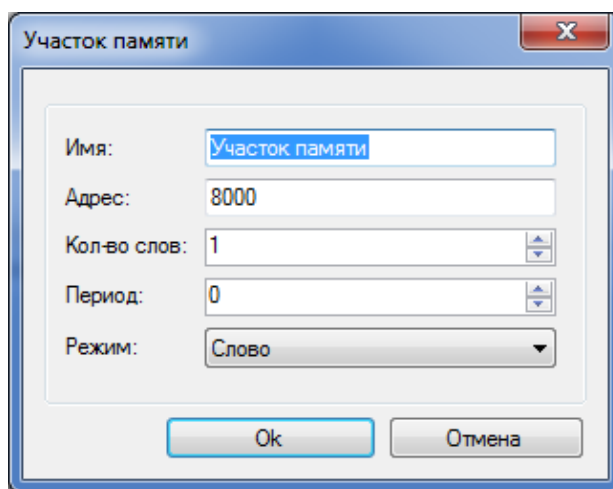 Участок памяти
Имя: Участок памяти
Адрес: 8000
Кол-во слов: 1
Период: 0
Режим: Слово
Ok Отмена